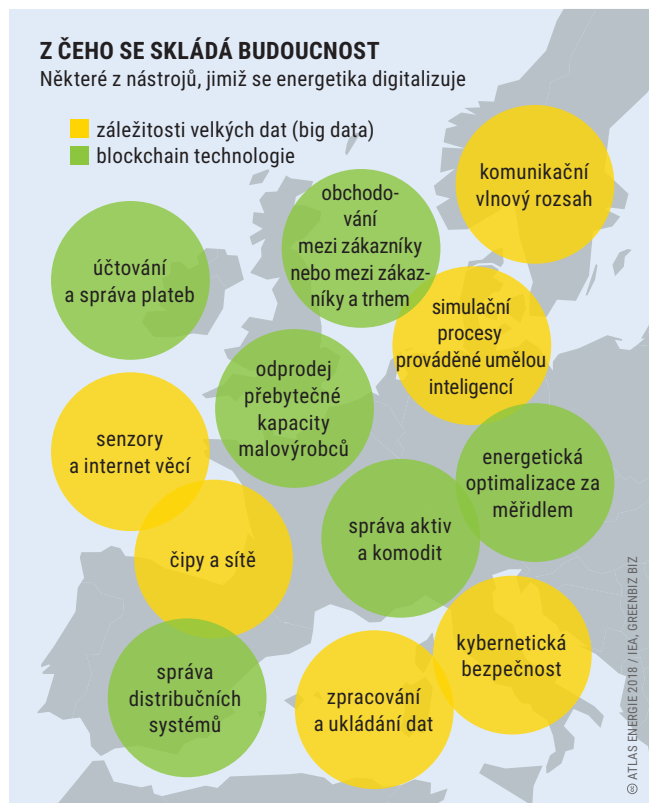 Z ČEHO SE SKLÁDÁ BUDOUCNOST
Některé z nástrojů, jimiž se energetika digitalizuje
záležitosti velkých dat (big data)
blockchain technologie
komunikační
vlnový rozsah
obchodo-
vání
mezi zákazníky
nebo mezi zákaz-
níky a trhem
účtování
a správa plateb
simulační
procesy
prováděné umělou
inteligencí
odprodej
přebytečné
kapacity
malovýrobců
senzory
a internet věcí
energetická
optimalizace za
měřidlem
správa aktiv
a komodit
čipy a sítě
kybernetická
bezpečnost
správa
distribučních
systémů
zpracování
a ukládání dat
ATLAS ENERGIE 2018 / IEA, GREENBIZ BIZ